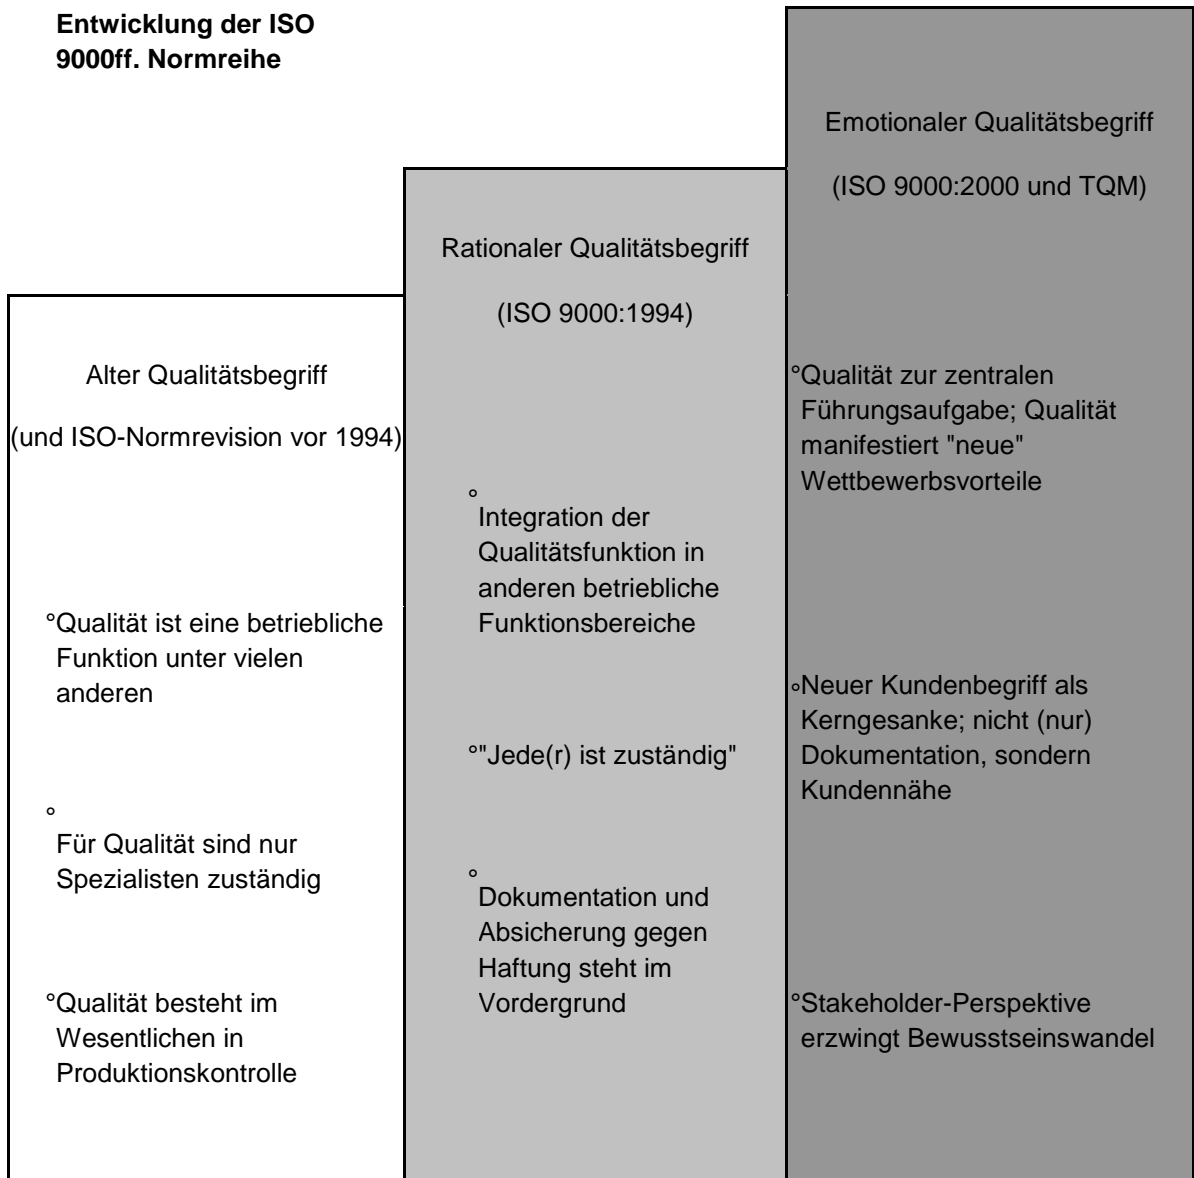 Entwicklung der ISO
9000ff. Normreihe
Alter Qualitätsbegriff
(und ISO-Normrevision vor 1994)
°Qualität ist eine betriebliche
Funktion unter vielen
anderen
°
Für Qualität sind nur
Spezialisten zuständig
°Qualität besteht im
Wesentlichen in
Produktionskontrolle
Rationaler Qualitätsbegriff
(ISO 9000:1994)
°
Integration der
Qualitätsfunktion in
anderen betriebliche
Funktionsbereiche
°"Jede(r) ist zuständig"
°
Dokumentation und
Absicherung gegen
Haftung steht im
Vordergrund
Emotionaler Qualitätsbegriff
(ISO 9000:2000 und TQM)
°Qualität zur zentralen
Führungsaufgabe; Qualität
manifestiert "neue"
Wettbewerbsvorteile
°Neuer Kundenbegriff als
Kerngesanke; nicht (nur)
Dokumentation, sondern
Kundennähe
°Stakeholder-Perspektive
erzwingt Bewusstseinswandel